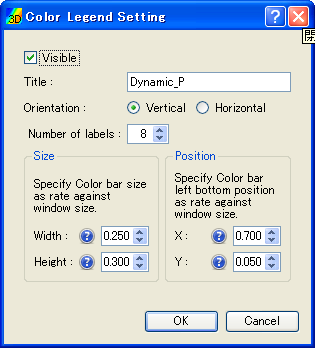 3D Color Legend Setting
閉
Visible
Title : Dynamic_P
Orientation : Vertical Horizontal
Number of labels : 8
Size Position
Specify Color bar size
as rate against
window size.
Specify Color bar
left bottom position
as rate against
window size.
Width : ? 0.250 X : ? 0.700
Height : ? 0.300 Y : ? 0.050
OK Cancel